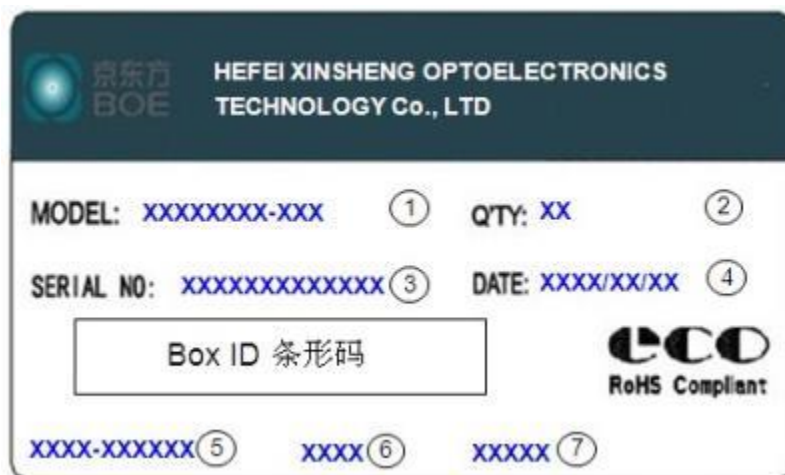 京东方
BOE
HEFEI XINSHENG OPTOELECTRONICS
TECHNOLOGY Co., LTD
MODEL: XXXXXXXX-XXX ① Q'TY: XX ②
SERIAL NO: XXXXXXXXXXXXX ③ DATE: XXXX/XX/XX ④
Box ID 条形码
eco
RoHS Compliant
XXXX-XXXXXX ⑤ XXXX ⑥ XXXXX ⑦